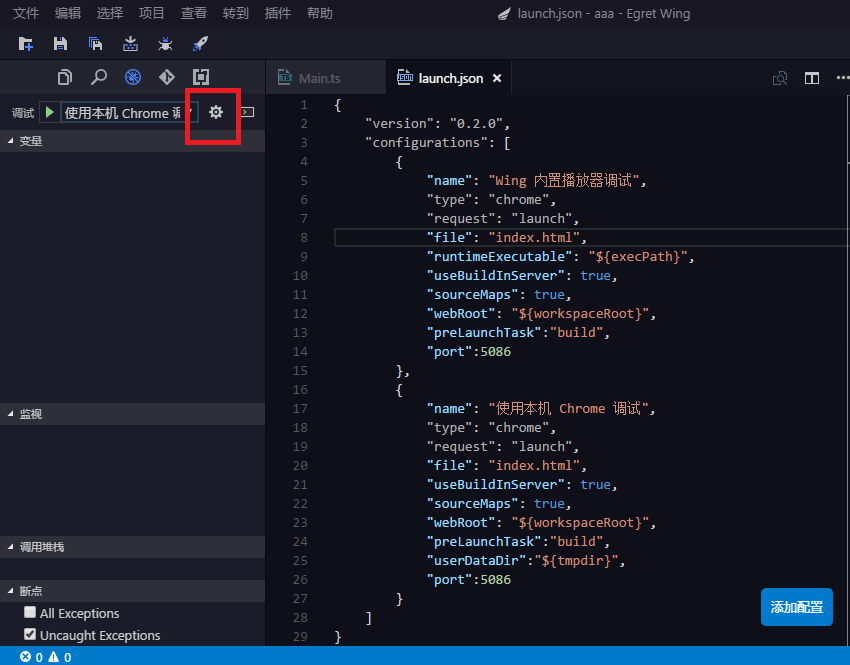 文件 编辑 选择 项目 查看 转到 插件 帮助 launch.json - aaa - Egret Wing
Main.ts launch.json
调试 使用本机 Chrome 调
变量
监视
调用堆栈
断点
All Exceptions
Uncaught Exceptions
0 0
1 {
2 "version": "0.2.0",
3 "configurations": [
4 {
5 "name": "Wing 内置播放器调试",
6 "type": "chrome",
7 "request": "launch",
8 "file": "index.html",
9 "runtimeExecutable": "${execPath}",
10 "useBuildInServer": true,
11 "sourceMaps": true,
12 "webRoot": "${workspaceRoot}",
13 "preLaunchTask":"build",
14 "port":5086
15 },
16 {
17 "name": "使用本机 Chrome 调试",
18 "type": "chrome",
19 "request": "launch",
20 "file": "index.html",
21 "useBuildInServer": true,
22 "sourceMaps": true,
23 "webRoot": "${workspaceRoot}",
24 "preLaunchTask":"build",
25 "userDataDir":"${tmpdir}",
26 "port":5086
27 }
28 ]
29 }
添加配置